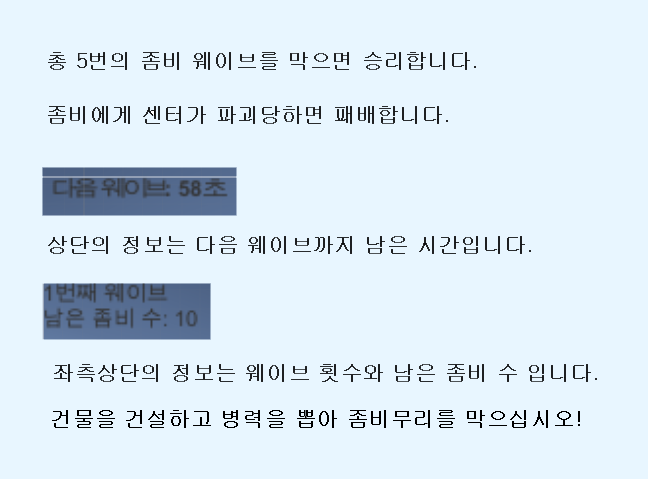 총 5번의 좀비 웨이브를 막으면 승리합니다.
좀비에게 센터가 파괴당하면 패배합니다.
다음 웨이브: 58초
상단의 정보는 다음 웨이브까지 남은 시간입니다.
1번째 웨이브
남은 좀비 수: 10
좌측상단의 정보는 웨이브 횟수와 남은 좀비 수 입니다.
건물을 건설하고 병력을 뽑아 좀비무리를 막으십시오!